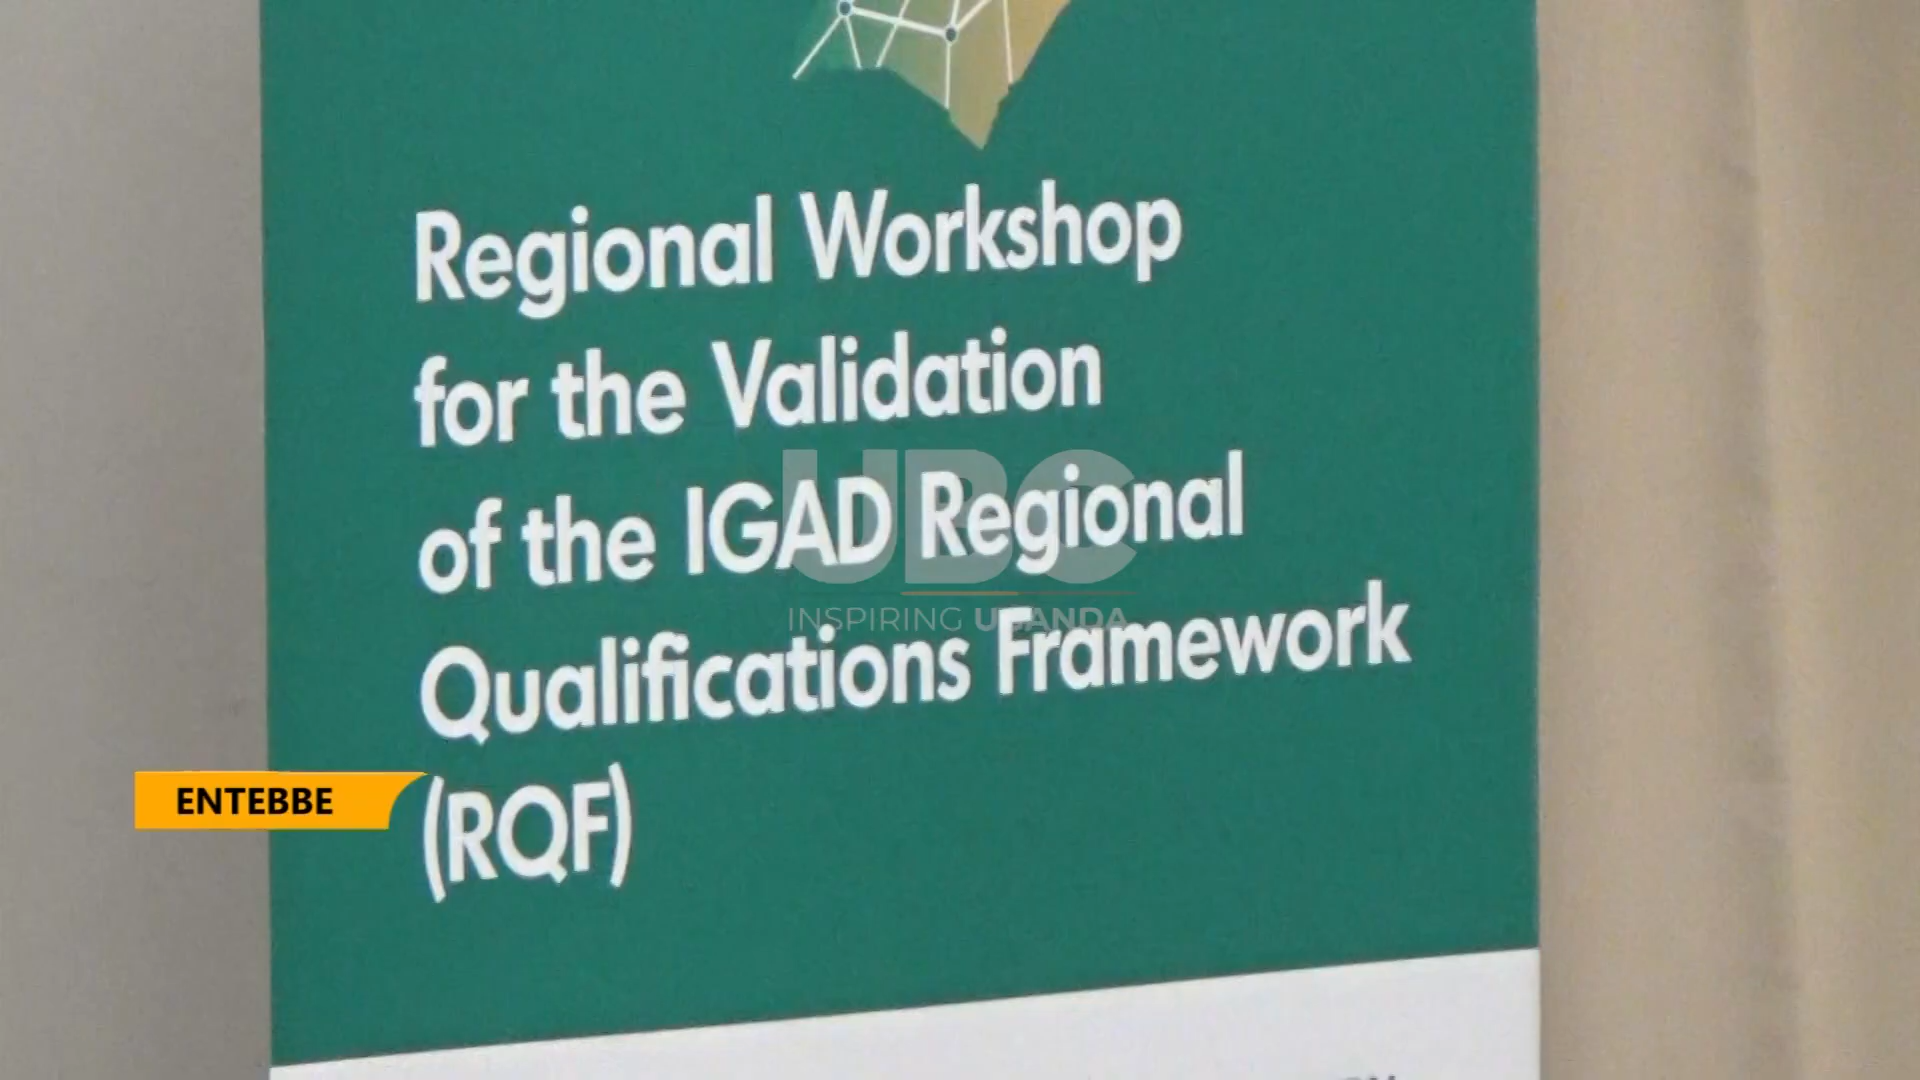 Regional Workshop
for the Validation
of the IGAD Regional
Qualifications Framework
(RQF)
UBC
INSPIRING UGANDA
ENTEBBE